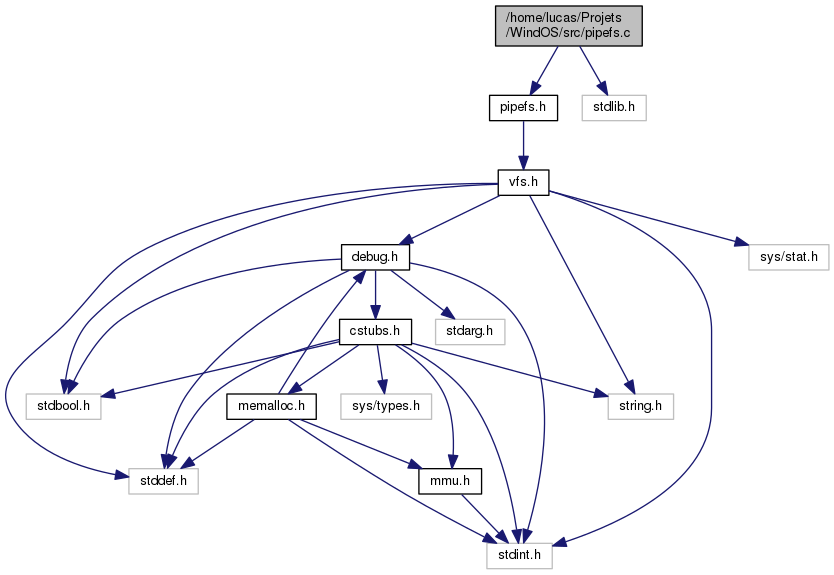 /home/lucas/Projets
/WindOS/src/pipefs.c
pipefs.h
stdlib.h
vfs.h
debug.h
sys/stat.h
cstubs.h
stdarg.h
stdbool.h
memalloc.h
sys/types.h
string.h
stddef.h
mmu.h
stdint.h